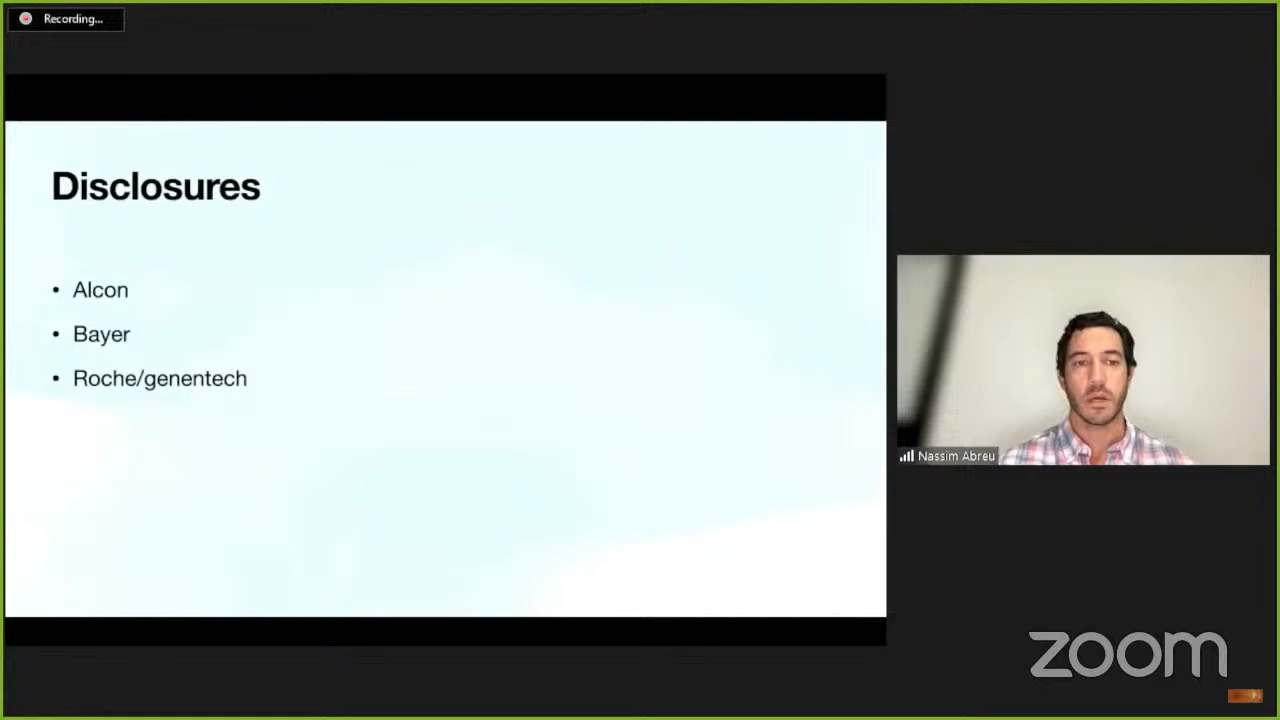 Recording...
Disclosures
• Alcon
• Bayer
• Roche/genentech
Nassim Abreu
zoom